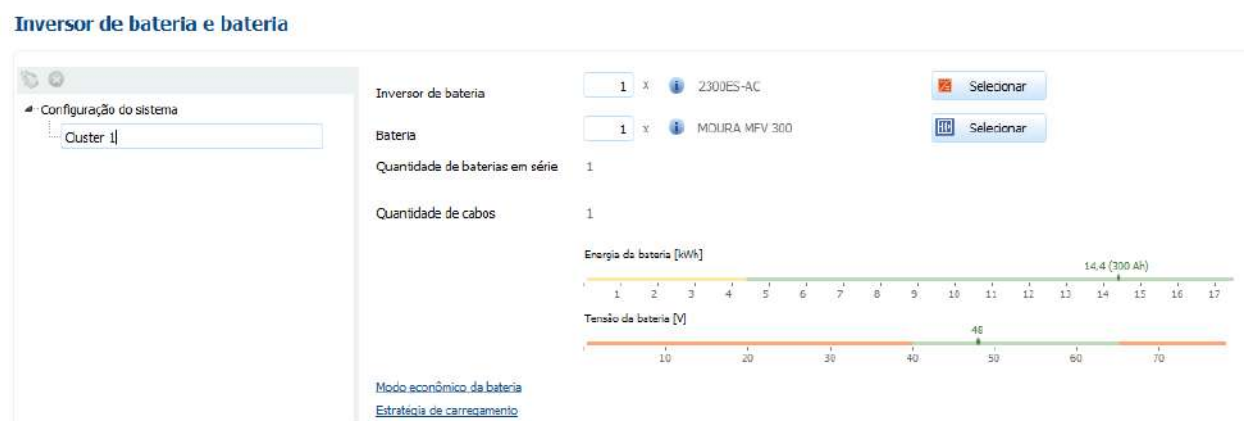 Inversor de bateria e bateria
Configuração do sistema
Cluster 1
Inversor de bateria 1 x 2300ES-AC Selecionar
Bateria 1 x MOURA MFV 300 Selecionar
Quantidade de baterias em série 1
Quantidade de cabos 1
Energia da bateria [kWh]
14,4 (300 Ah)
1 2 3 4 5 6 7 8 9 10 11 12 13 14 15 16 17
Tensão da bateria [V]
48
10 20 30 40 50 60 70
Modo econômico da bateria
Estratégia de carregamento